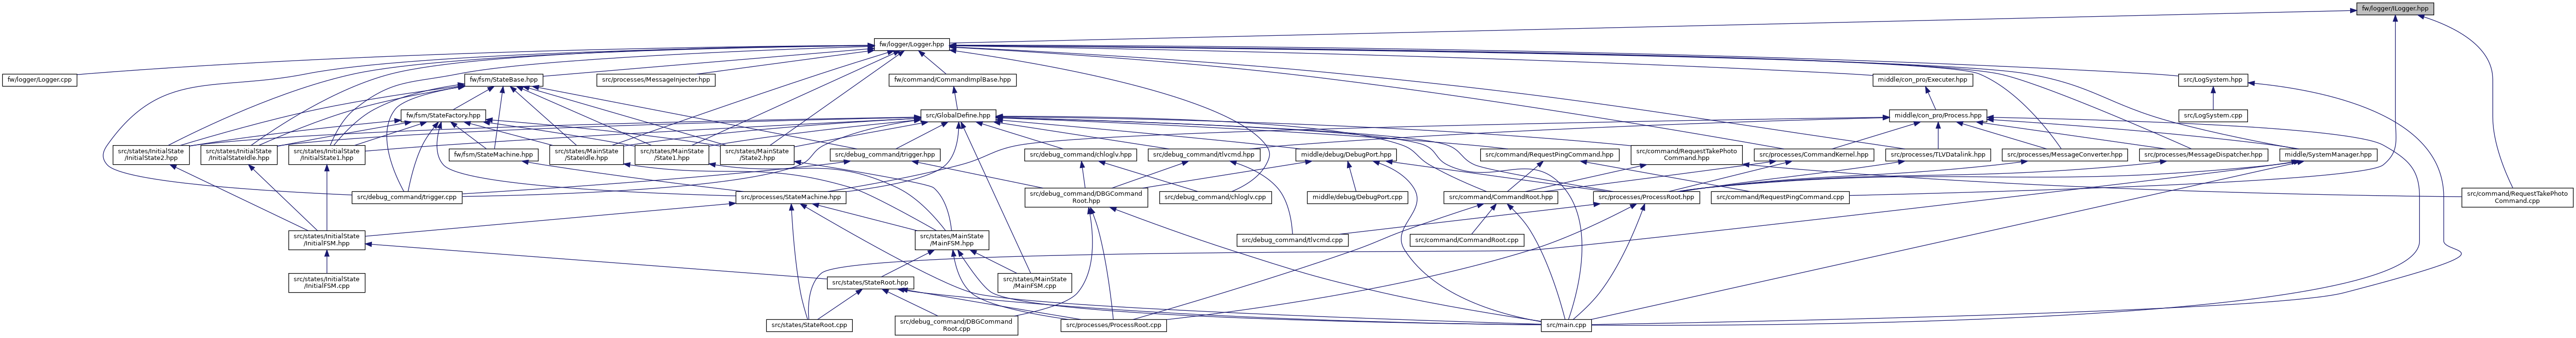 fw/logger/ILogger.hpp
fw/logger/Logger.hpp
fw/logger/Logger.cpp
fw/fsm/StateBase.hpp
src/processes/MessageInjecter.hpp
fw/command/CommandImplBase.hpp
middle/con_pro/Executer.hpp
src/LogSystem.hpp
fw/fsm/StateFactory.hpp
src/GlobalDefine.hpp
middle/con_pro/Process.hpp
src/LogSystem.cpp
src/states/InitialState
/InitialState2.hpp
src/states/InitialState
/InitialStateIdle.hpp
src/states/InitialState
/InitialState1.hpp
fw/fsm/StateMachine.hpp
src/states/MainState
/StateIdle.hpp
src/states/MainState
/State1.hpp
src/states/MainState
/State2.hpp
src/debug_command/trigger.hpp
src/debug_command/chloglv.hpp
src/debug_command/tlvcmd.hpp
middle/debug/DebugPort.hpp
src/command/RequestPingCommand.hpp
src/command/RequestTakePhoto
Command.hpp
src/processes/CommandKernel.hpp
src/processes/TLVDatalink.hpp
src/processes/MessageConverter.hpp
src/processes/MessageDispatcher.hpp
middle/SystemManager.hpp
src/debug_command/trigger.cpp
src/processes/StateMachine.hpp
src/debug_command/DBGCommand
Root.hpp
src/debug_command/chloglv.cpp
middle/debug/DebugPort.cpp
src/command/CommandRoot.hpp
src/processes/ProcessRoot.hpp
src/command/RequestPingCommand.cpp
src/command/RequestTakePhoto
Command.cpp
src/states/InitialState
/InitialFSM.hpp
src/states/MainState
/MainFSM.hpp
src/debug_command/tlvcmd.cpp
src/command/CommandRoot.cpp
src/states/InitialState
/InitialFSM.cpp
src/states/StateRoot.hpp
src/states/MainState
/MainFSM.cpp
src/states/StateRoot.cpp
src/debug_command/DBGCommand
Root.cpp
src/processes/ProcessRoot.cpp
src/main.cpp